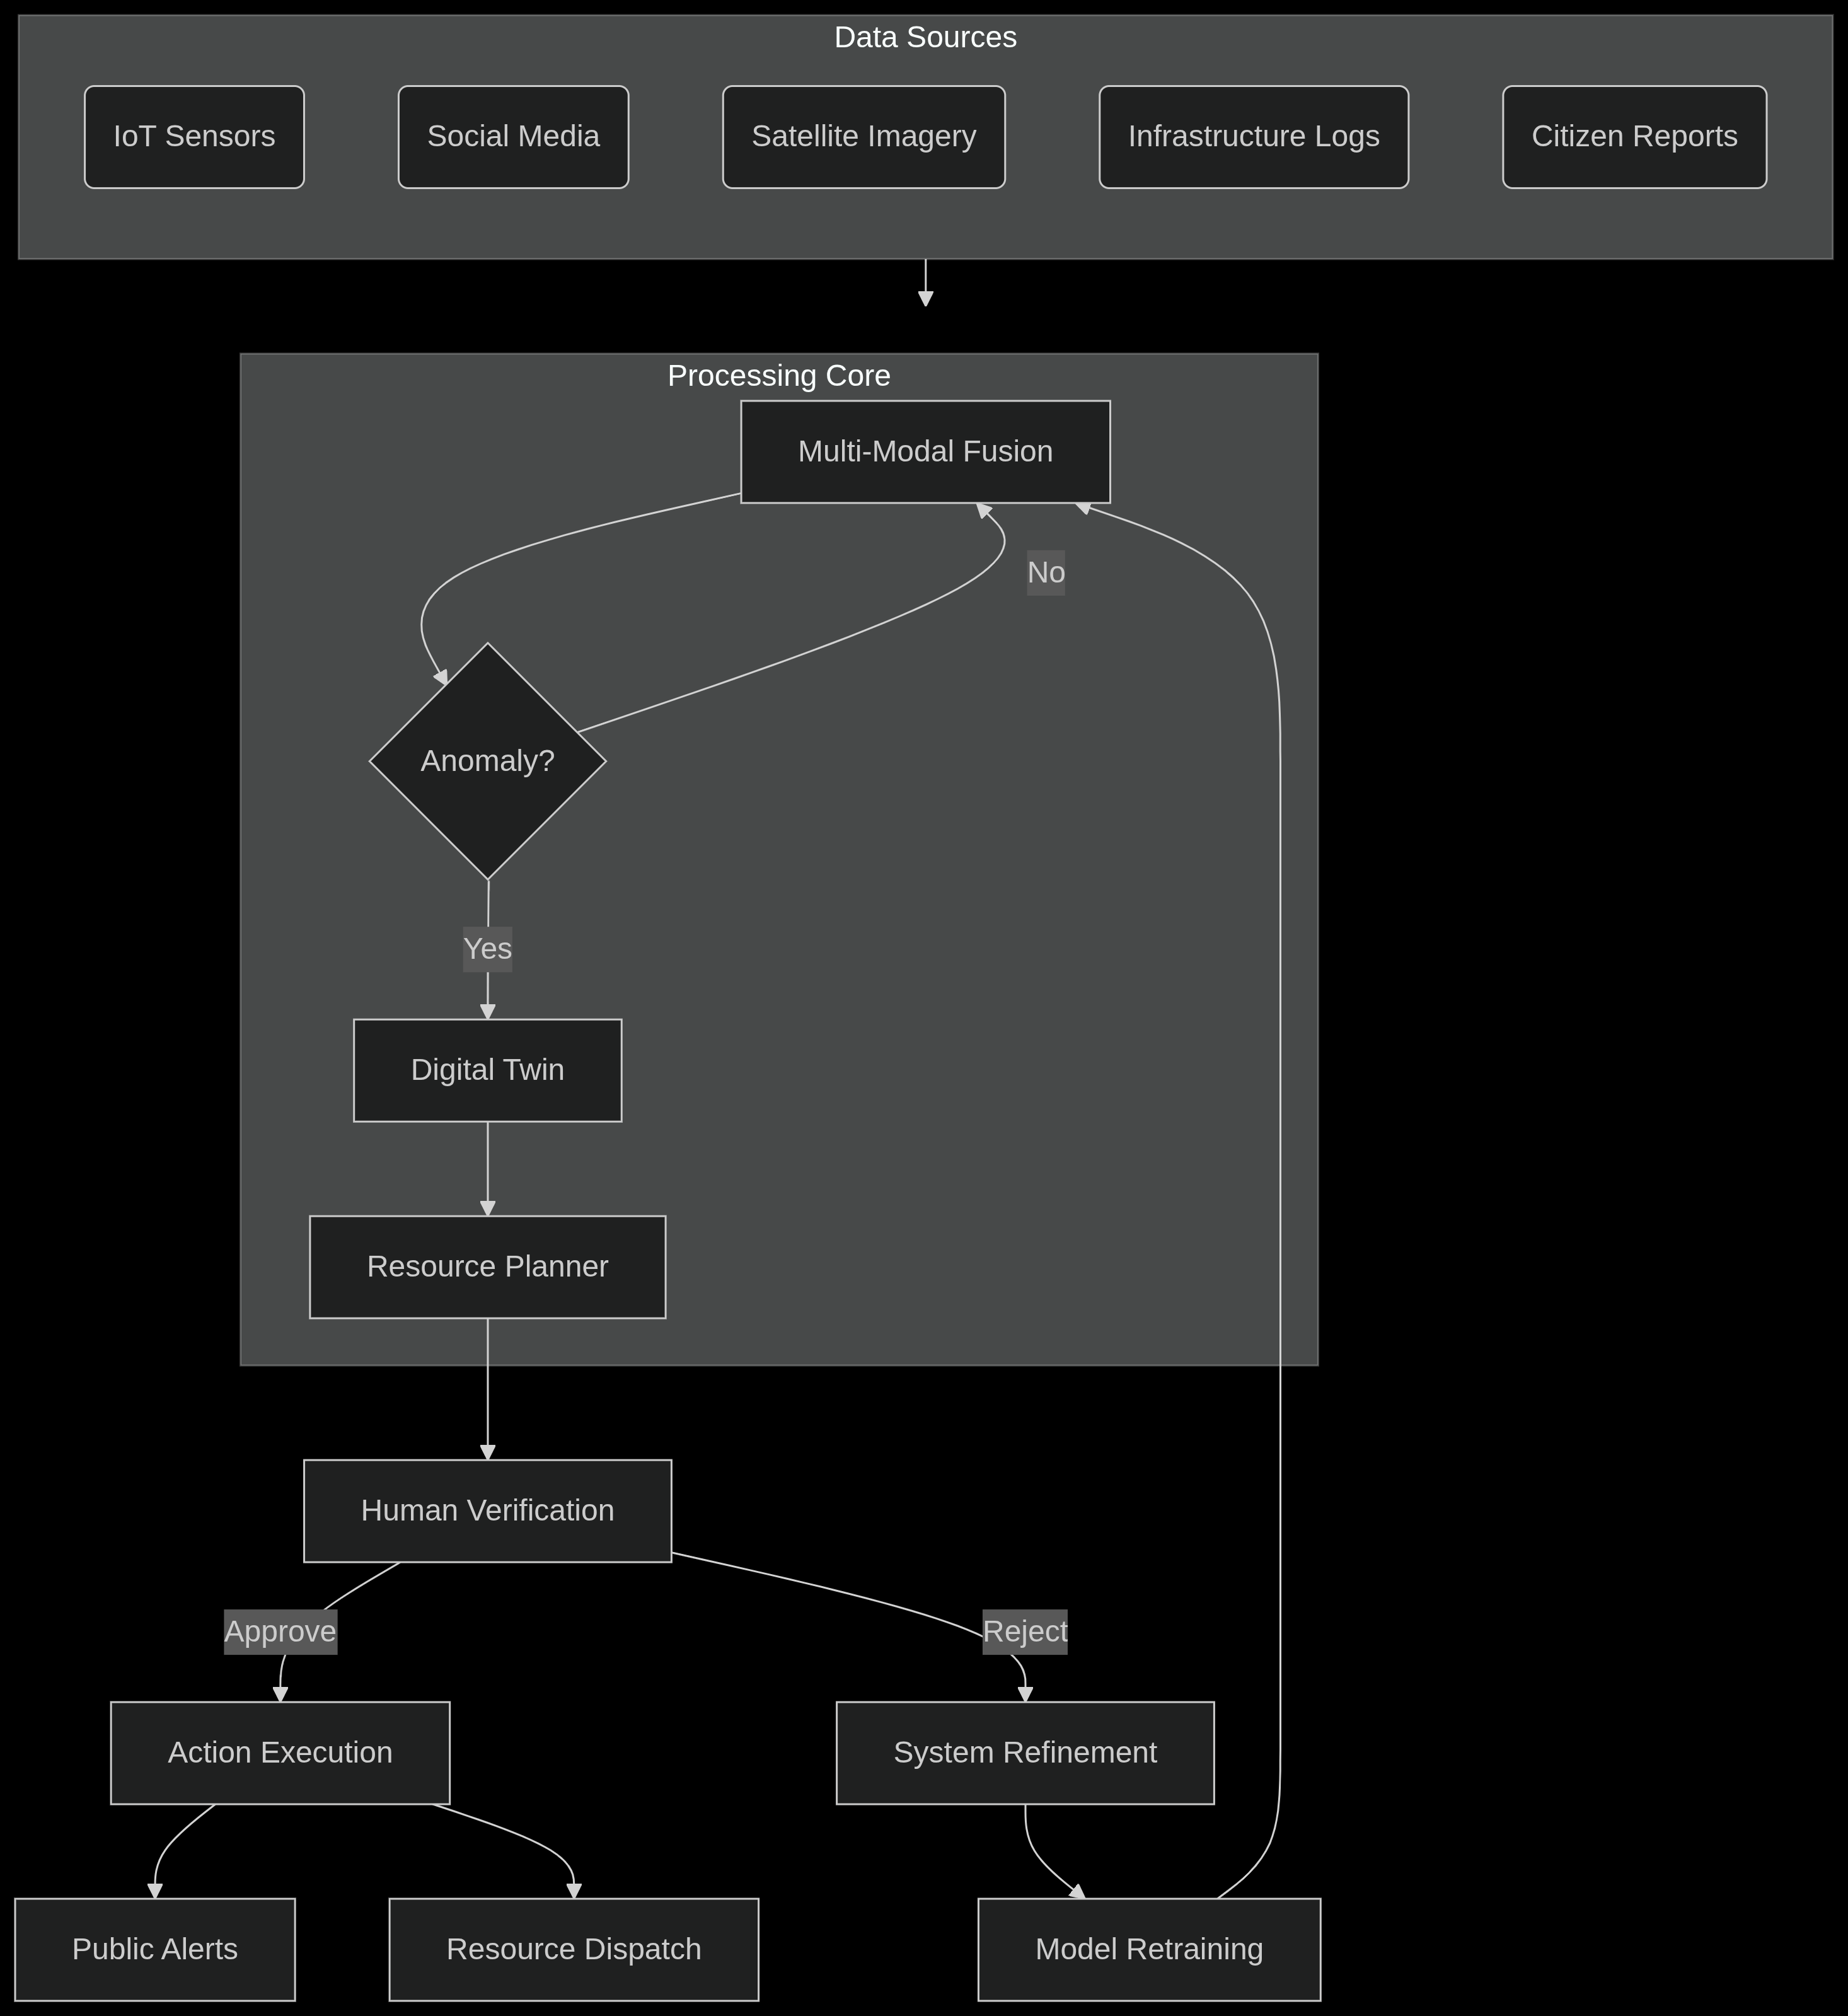 Data Sources
IoT Sensors
Social Media
Satellite Imagery
Infrastructure Logs
Citizen Reports
Processing Core
Multi-Modal Fusion
No
Anomaly?
Yes
Digital Twin
Resource Planner
Human Verification
Approve
Reject
Action Execution
System Refinement
Public Alerts
Resource Dispatch
Model Retraining